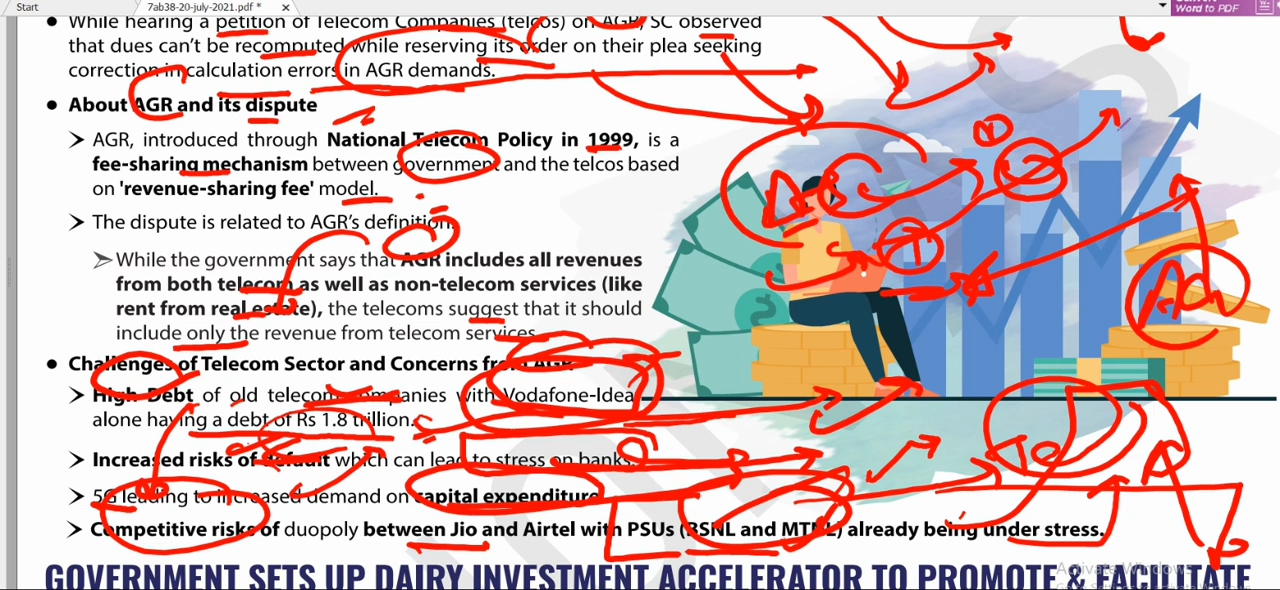 Start
7ab38-20-july-2021.pdf *
Word to PDF
While hearing a petition of Telecom Companies (telcos) on AGR, SC observed
that dues can't be recomputed while reserving its order on their plea seeking
correction in calculation errors in AGR demands.
About AGR and its dispute
AGR, introduced through National Telecom Policy in 1999, is a
fee-sharing mechanism between government and the telcos based
on 'revenue-sharing fee' model.
The dispute is related to AGR's definition.
While the government says that AGR includes all revenues
from both telecom as well as non-telecom services (like
rent from real estate), the telecoms suggest that it should
include only the revenue from telecom services.
Challenges of Telecom Sector and Concerns from AGR
High Debt of old telecom companies with Vodafone-Idea
alone having a debt of Rs 1.8 trillion.
Increased risks of default which can lead to stress on banks.
5G leading to increased demand on capital expenditure
Competitive risks of duopoly between Jio and Airtel with PSUs (BSNL and MTNL) already being under stress.
Activate Windows
GOVERNMENT SETS UP DAIRY INVESTMENT ACCELERATOR TO PROMOTE & FACILITATE